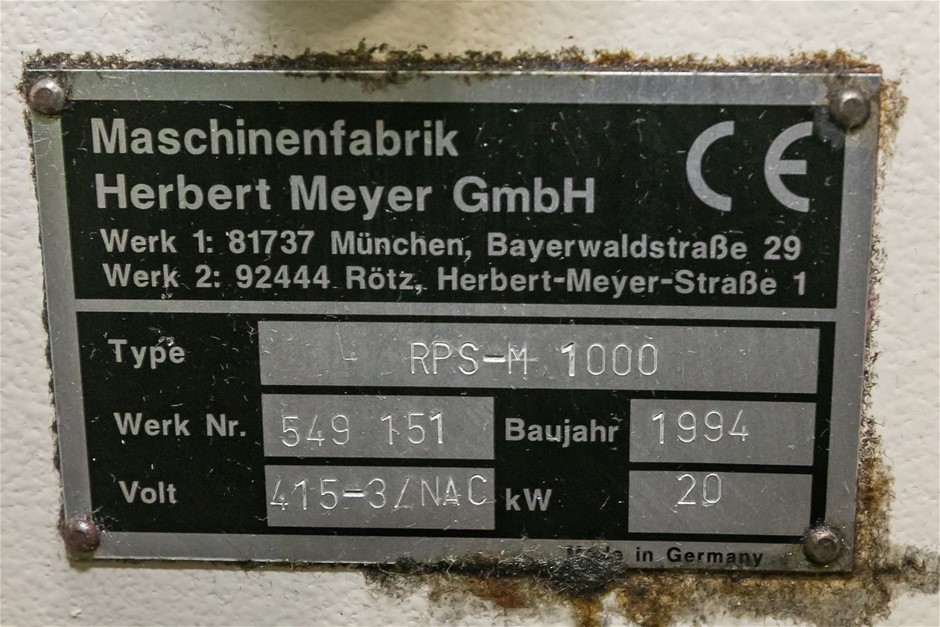 Maschinenfabrik
Herbert Meyer GmbH
CE
Werk 1: 81737 München, Bayerwaldstraße 29
Werk 2: 92444 Rötz, Herbert-Meyer-Straße 1
Type RPS-M 1000
Werk Nr. 549 151 Baujahr 1994
Volt 415-3/NAC kW 20
Made in Germany